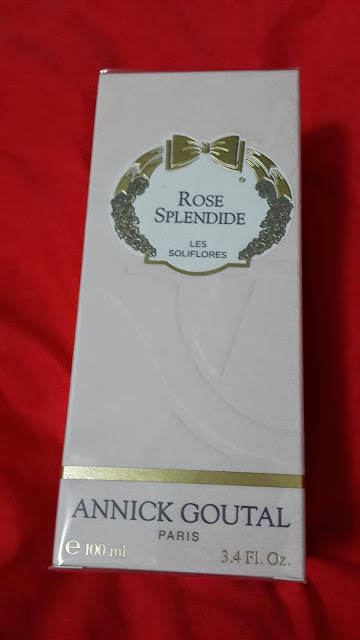 ROSE
SPLENDIDE
LES
SOLIFLORES
ANNICK GOUTAL
PARIS
℮ 100 ml 3.4 Fl. Oz.